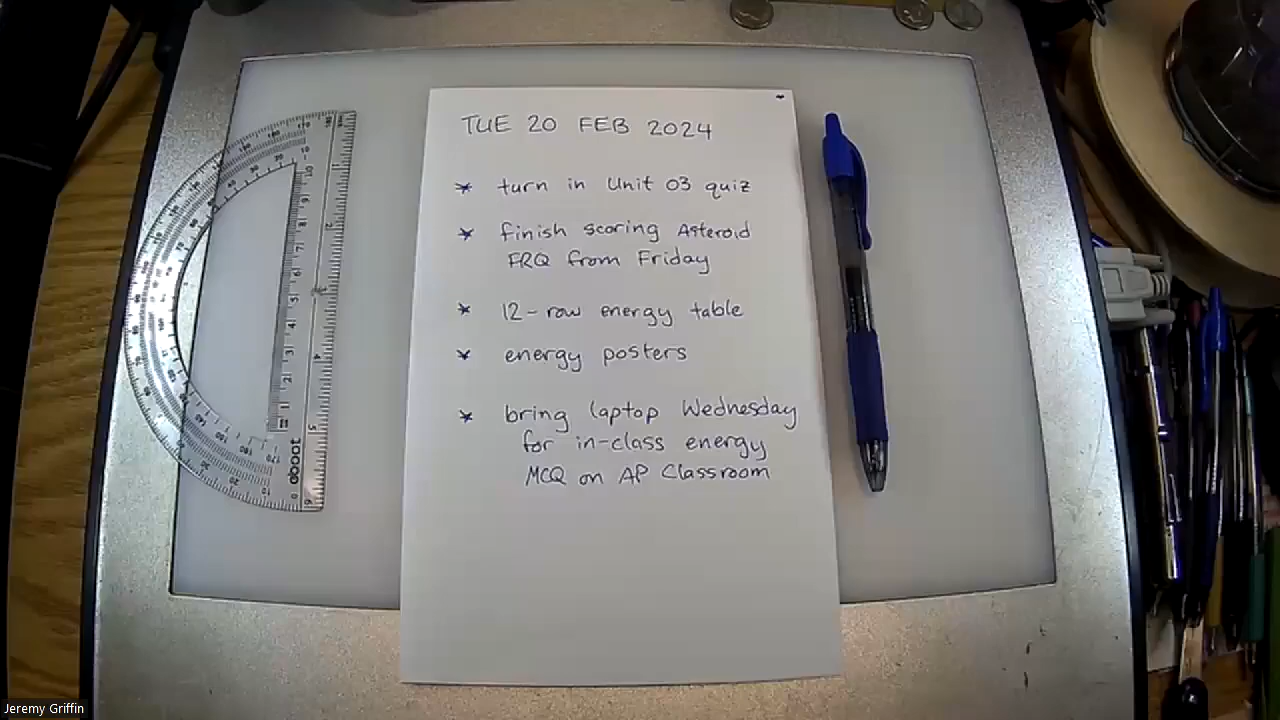 TUE 20 FEB 2024
* turn in Unit 03 quiz
* finish scoring Asteroid
FRQ from Friday
* 12-row energy table
* energy posters
* bring laptop Wednesday
for in-class energy
MCQ on AP Classroom
Jeremy Griffin